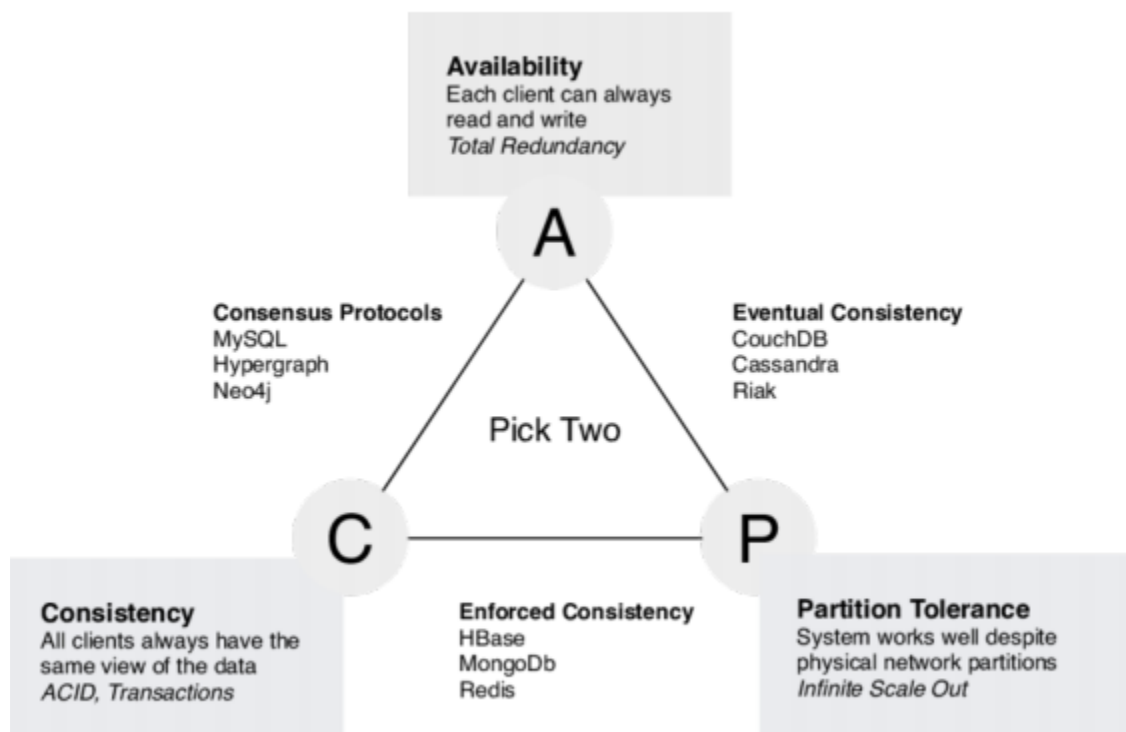 Availability
Each client can always
read and write
Total Redundancy
A
Consensus Protocols
MySQL
Hypergraph
Neo4j
Eventual Consistency
CouchDB
Cassandra
Riak
Pick Two
C
P
Consistency
All clients always have the
same view of the data
ACID, Transactions
Enforced Consistency
HBase
MongoDb
Redis
Partition Tolerance
System works well despite
physical network partitions
Infinite Scale Out